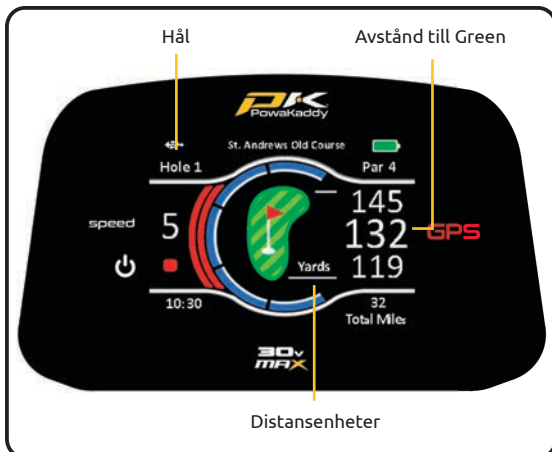 Hål
Avstånd till Green
PK
PowaKaddy
St. Andrews Old Course
Hole 1
Par 4
145
speed 5
132 GPS
Yards 119
10:30
32
Total Miles
30v
MAX
Distansenheter